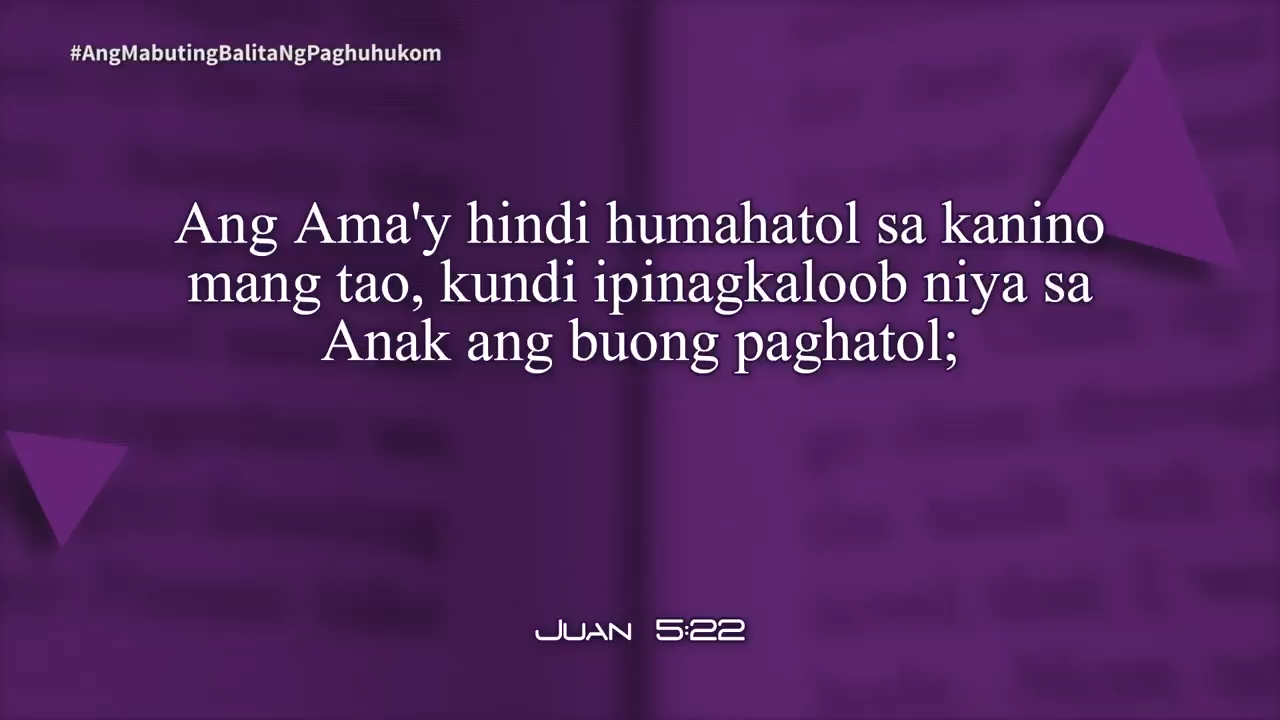 #AngMabutingBalitaNgPaghuhukom
Ang Ama'y hindi humahatol sa kanino
mang tao, kundi ipinagkaloob niya sa
Anak ang buong paghatol;
Juan 5:22